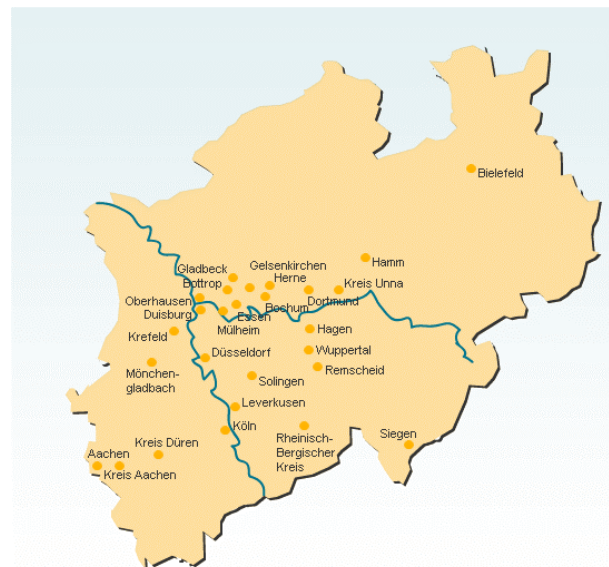 Bielefeld
Hamm
Gelsenkirchen
Gladbeck
Herne
Bottrop
Kreis Unna
Oberhausen
Bochum
Dortmund
Duisburg
Essen
Mülheim
Hagen
Krefeld
Düsseldorf
Wuppertal
Remscheid
Mönchen-
gladbach
Solingen
Leverkusen
Köln
Rheinisch-
Bergischer
Kreis
Siegen
Kreis Düren
Aachen
Kreis Aachen